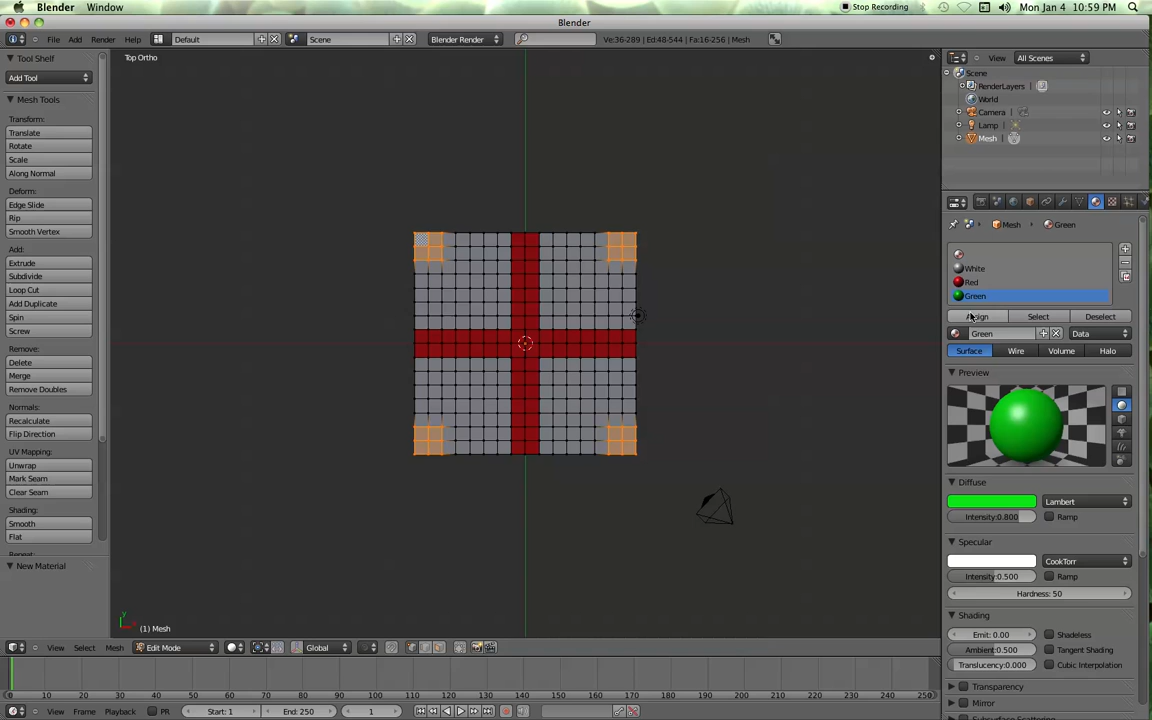 Blender Window Stop Recording Mon Jan 4 10:59 PM
Blender
File Add Render Help Default Scene Blender Render Ve:36-289 | Ed:48-544 | Fa:16-256 | Mesh
Tool Shelf
Add Tool
Mesh Tools
Transform:
Translate
Rotate
Scale
Along Normal
Deform:
Edge Slide
Rip
Smooth Vertex
Add:
Extrude
Subdivide
Loop Cut
Add Duplicate
Spin
Screw
Remove:
Delete
Merge
Remove Doubles
Normals:
Recalculate
Flip Direction
UV Mapping:
Unwrap
Mark Seam
Clear Seam
Shading:
Smooth
Flat
New Material
Top Ortho
y
(1) Mesh
View Select Mesh Edit Mode Global
0 10 20 30 40 50 60 70 80 90 100 110 120 130 140 150 160 170 180 190 200 210 220 230 240 250
View Frame Playback PR Start: 1 End: 250 1
View All Scenes
Scene
RenderLayers
World
Camera
Lamp
Mesh
Mesh Green
White
Red
Green
Assign Select Deselect
Green Data
Surface Wire Volume Halo
Preview
Diffuse
Lambert
Intensity:0.800 Ramp
Specular
CookTorr
Intensity:0.500 Ramp
Hardness: 50
Shading
Emit: 0.00 Shadeless
Ambient:0.500 Tangent Shading
Translucency:0.000 Cubic Interpolation
Transparency